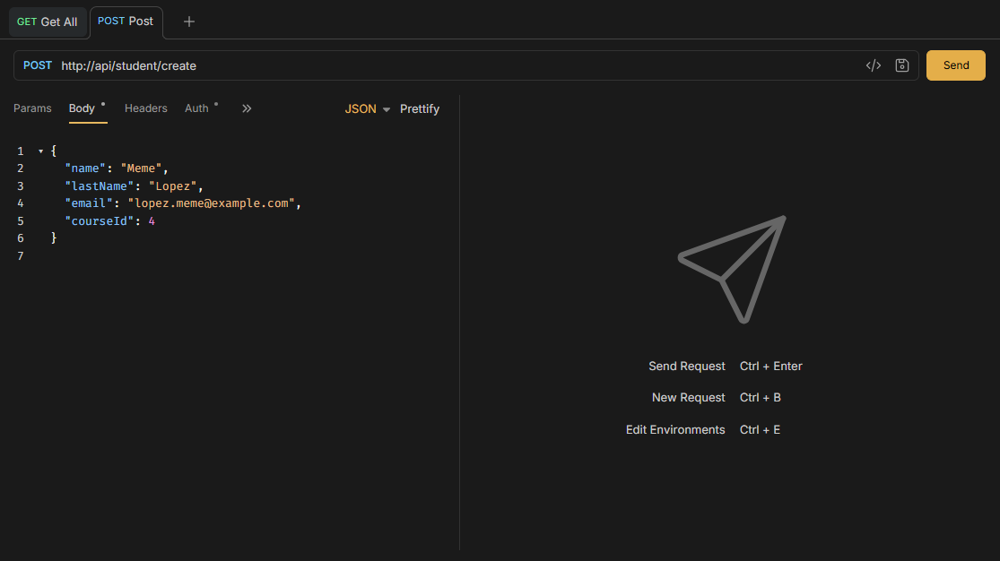 GET Get All POST Post +
POST http://api/student/create </> Send
Params Body Headers Auth >> JSON Prettify
1 {
2 "name": "Meme",
3 "lastName": "Lopez",
4 "email": "lopez.meme@example.com",
5 "courseId": 4
6 }
7
Send Request Ctrl + Enter
New Request Ctrl + B
Edit Environments Ctrl + E